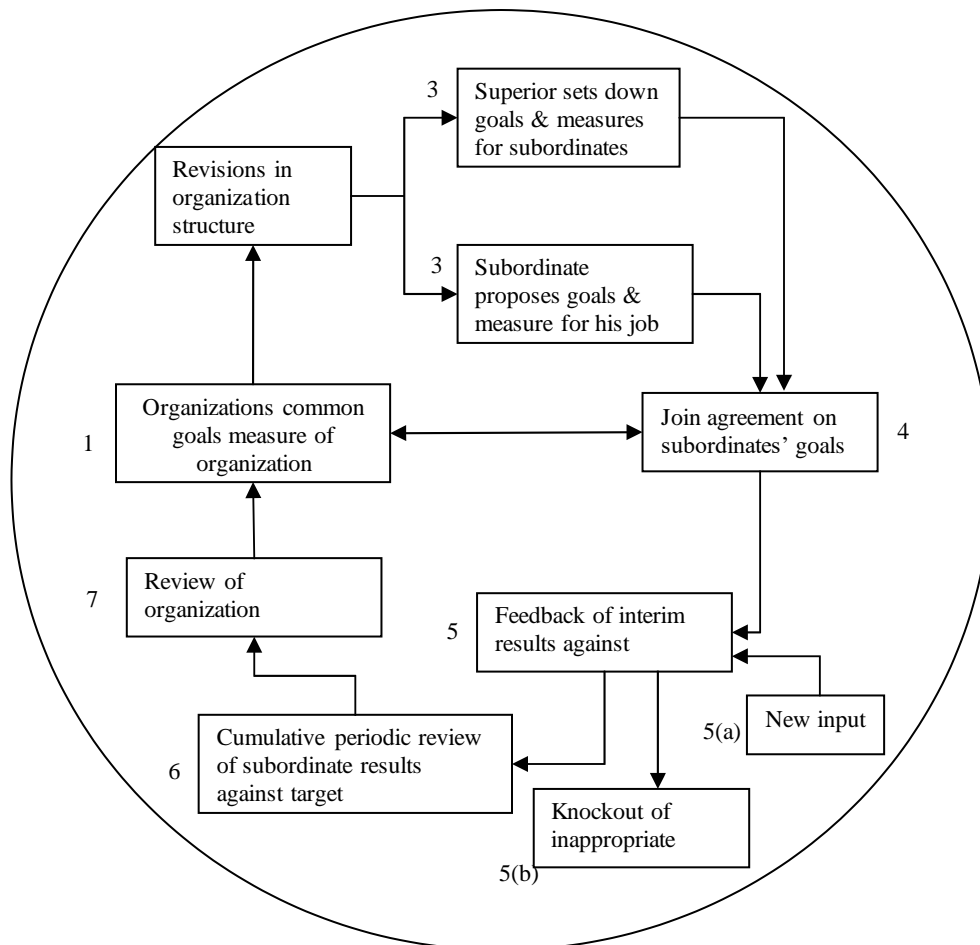 3
Superior sets down
goals & measures
for subordinates
Revisions in
organization
structure
3
Subordinate
proposes goals &
measure for his job
Organizations common
goals measure of
organization
1
Join agreement on
subordinates’ goals
4
Review of
organization
7
Feedback of interim
results against
5
New input
5(a)
Cumulative periodic review
of subordinate results
against target
6
Knockout of
inappropriate
5(b)